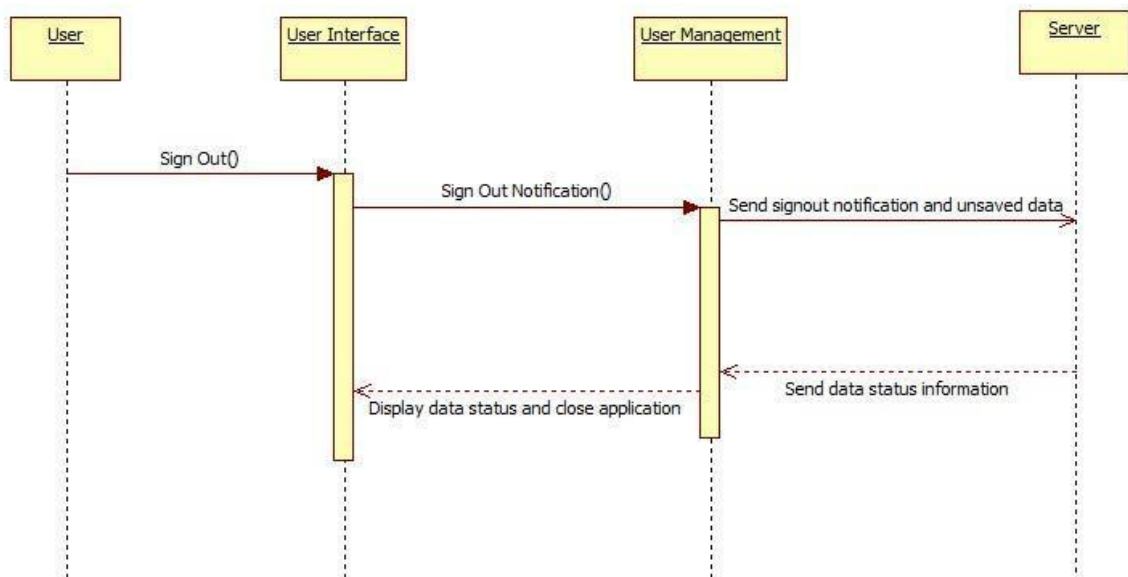 User
User Interface
User Management
Server
Sign Out()
Sign Out Notification()
Send signout notification and unsaved data
Send data status information
Display data status and close application